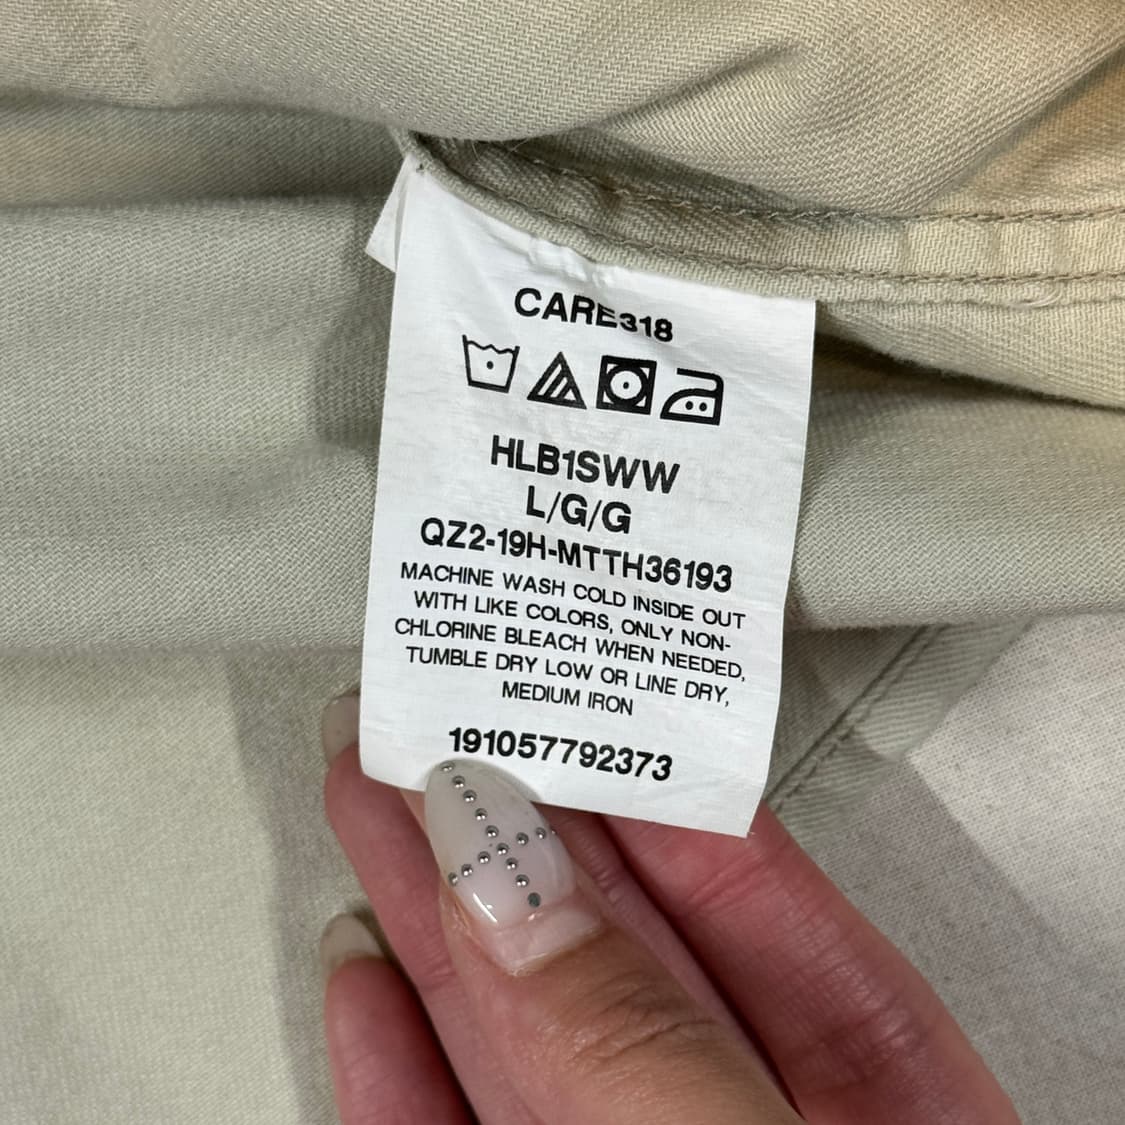 CARE318
HLB1SWW
L/G/G
QZ2-19H-MTTH36193
MACHINE WASH COLD INSIDE OUT
WITH LIKE COLORS, ONLY NON-
CHLORINE BLEACH WHEN NEEDED,
TUMBLE DRY LOW OR LINE DRY,
MEDIUM IRON
191057792373